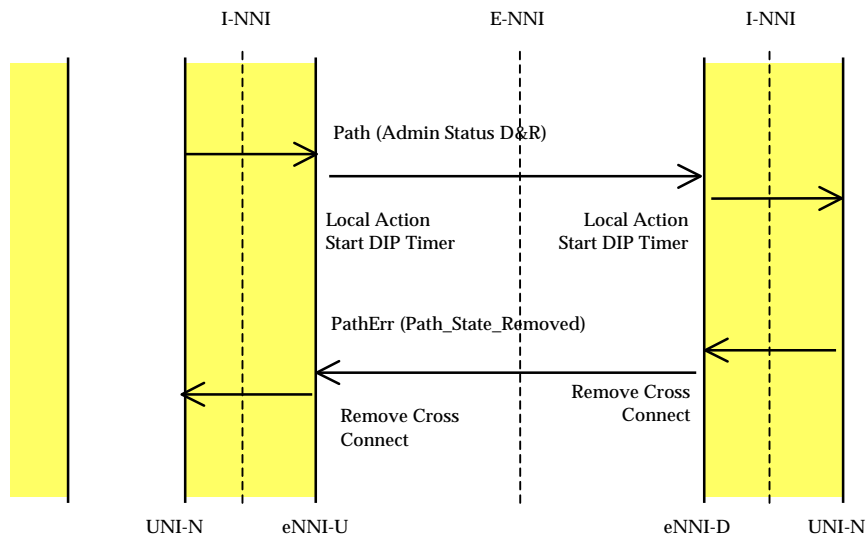 I-NNI
E-NNI
I-NNI
Path (Admin Status D&R)
Local Action
Start DIP Timer
Local Action
Start DIP Timer
PathErr (Path_State_Removed)
Remove Cross
Connect
Remove Cross
Connect
UNI-N
eNNI-U
eNNI-D
UNI-N